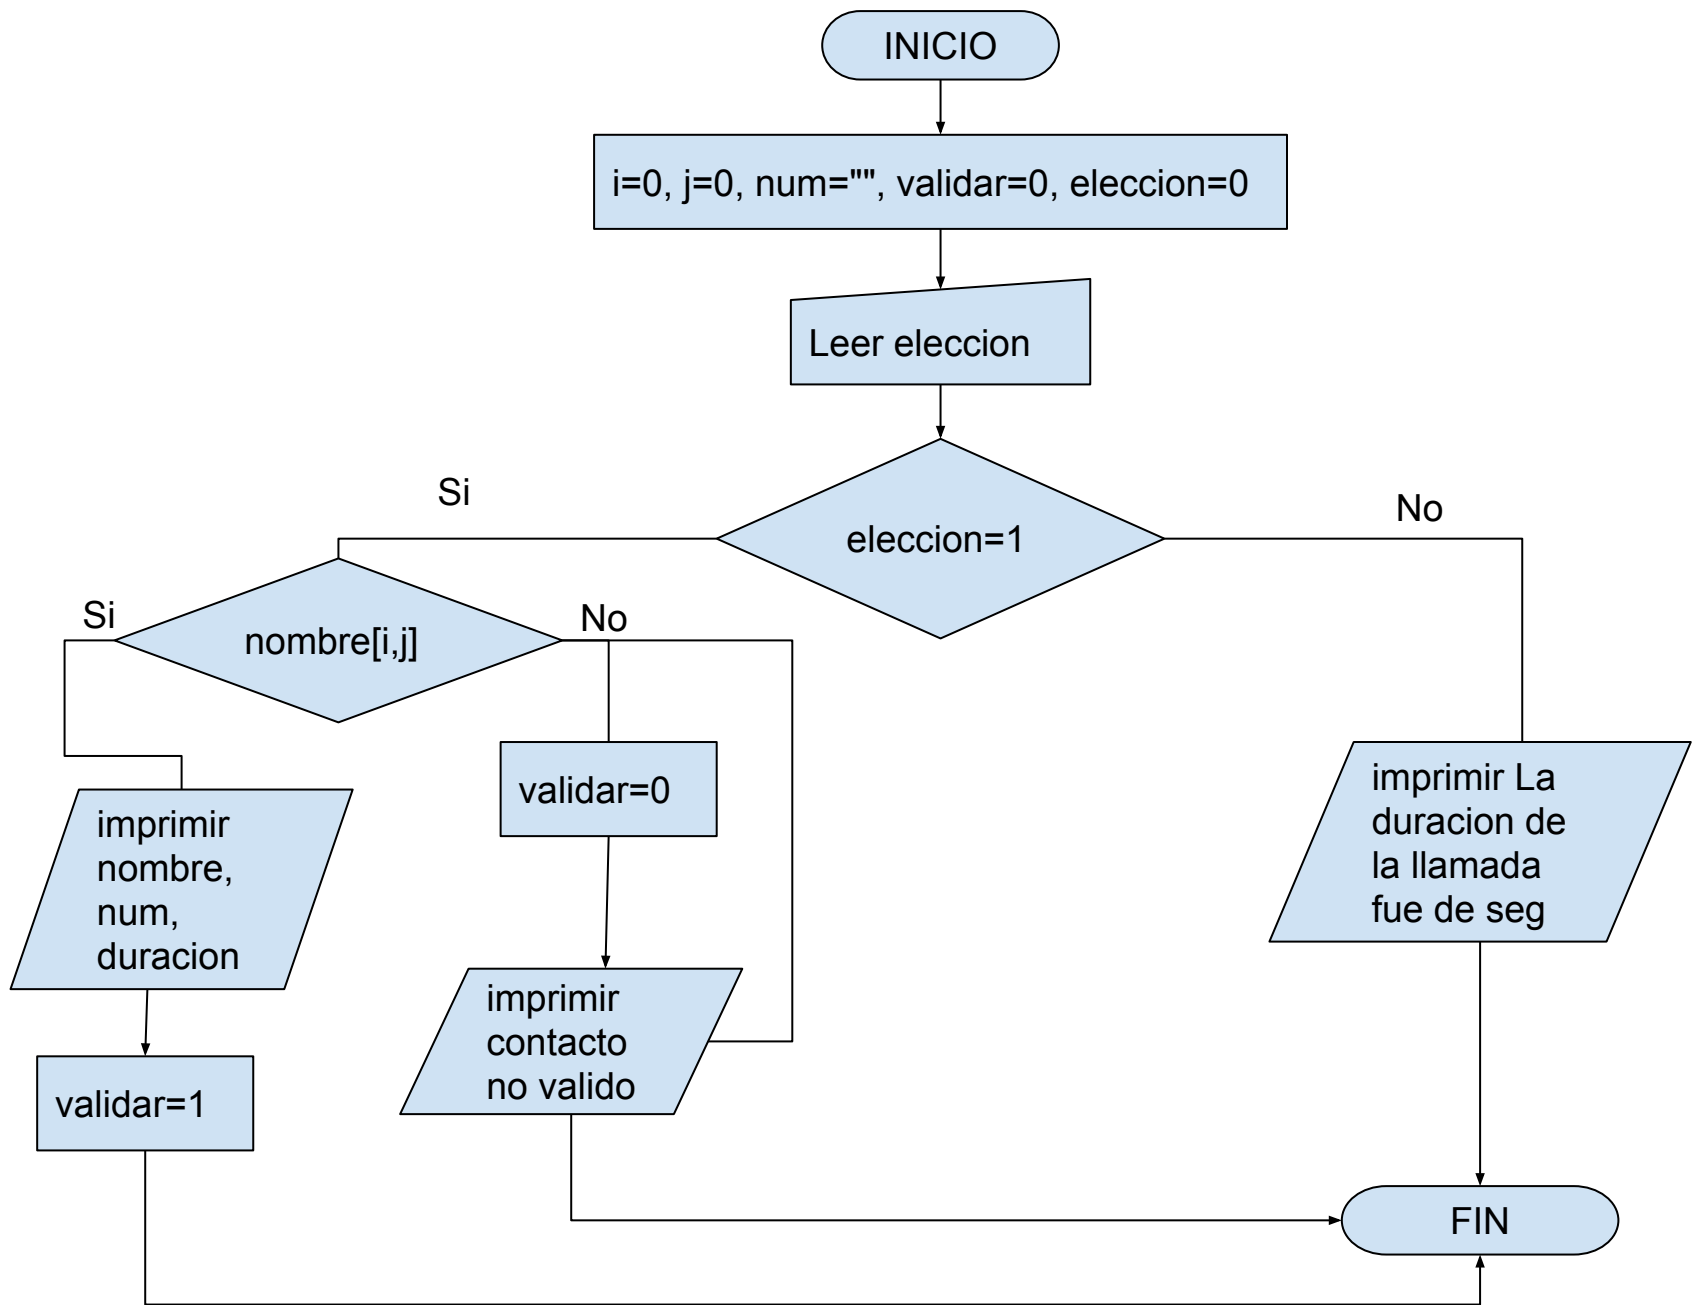 INICIO
i=0, j=0, num="", validar=0, eleccion=0
Leer eleccion
Si
No
eleccion=1
Si
No
nombre[i,j]
validar=0
imprimir La
duracion de
la llamada
fue de seg
imprimir
nombre,
num,
duracion
imprimir
contacto
no valido
validar=1
FIN